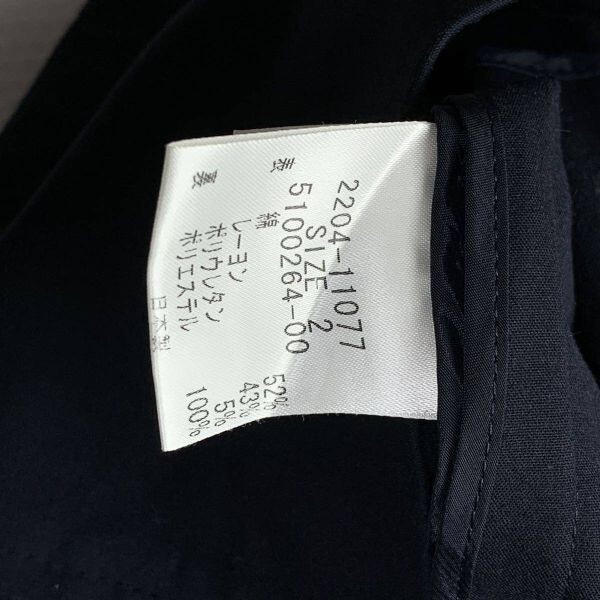 2204-11077
SIZE 2
5100264-00
表 綿 52%
レーヨン 43%
ポリウレタン 5%
裏 ポリエステル 100%
日本製